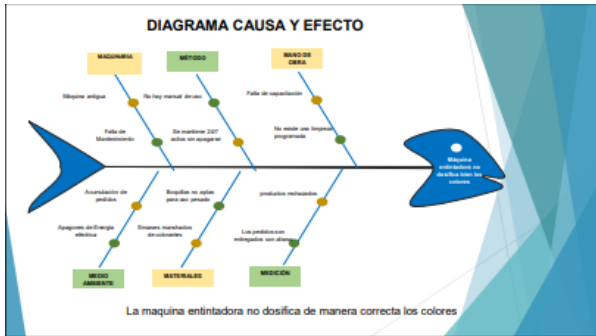 DIAGRAMA CAUSA Y EFECTO
MAQUINARIA
MÉTODO
MANO DE
OBRA
Máquina antigua
No hay manual de uso
Falta de capacitación
Falta de
Mantenimiento
Se mantiene 24/7
activo sin apagarse
No existe una limpieza
programada
Máquina
entintadora no
dosifica bien los
colores
Acumulación de
pedidos
Boquillas no aptas
para uso pesado
productos rechazados
Apagones de Energía
eléctrica
Envases manchados
de colorantes
Los pedidos son
entregados con
MEDIO
AMBIENTE
MATERIALES
MEDICIÓN
La maquina entintadora no dosifica de manera correcta los colores